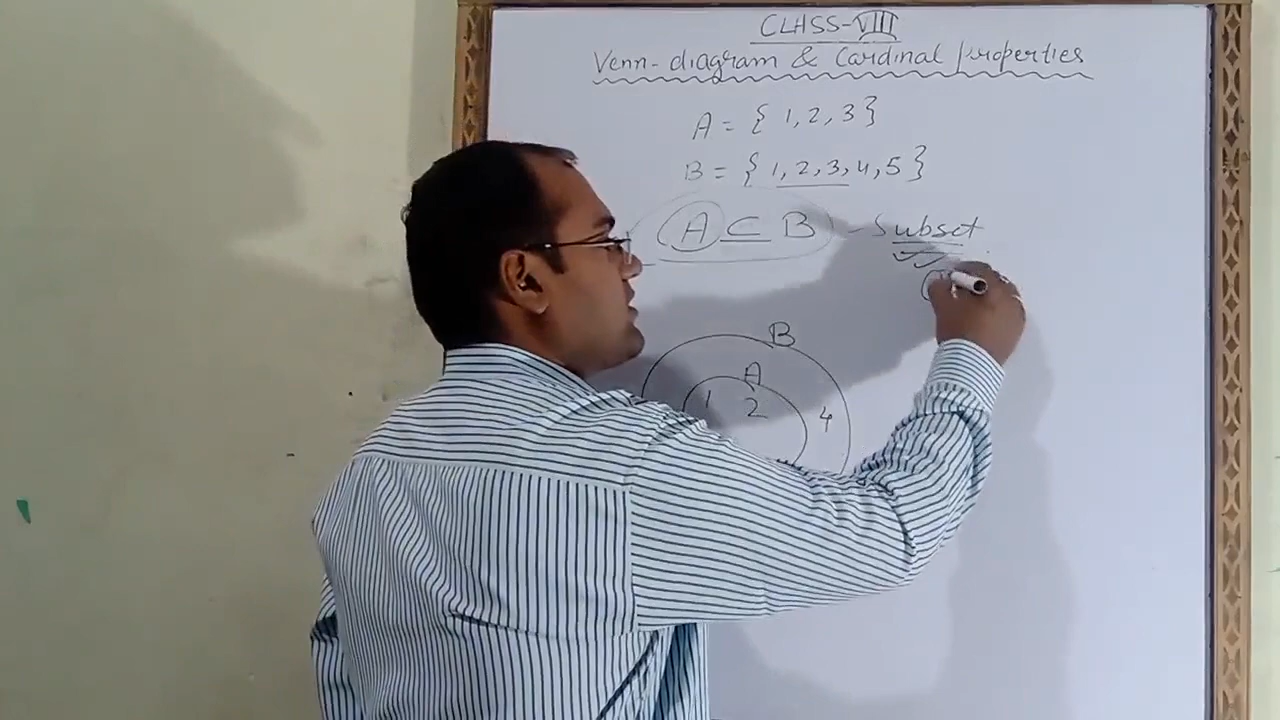 CLASS-VIII
Venn-diagram & Cardinal properties
A = { 1, 2, 3 }
B = { 1, 2, 3, 4, 5 }
A ⊆ B - Subset
B
A
1 2 4